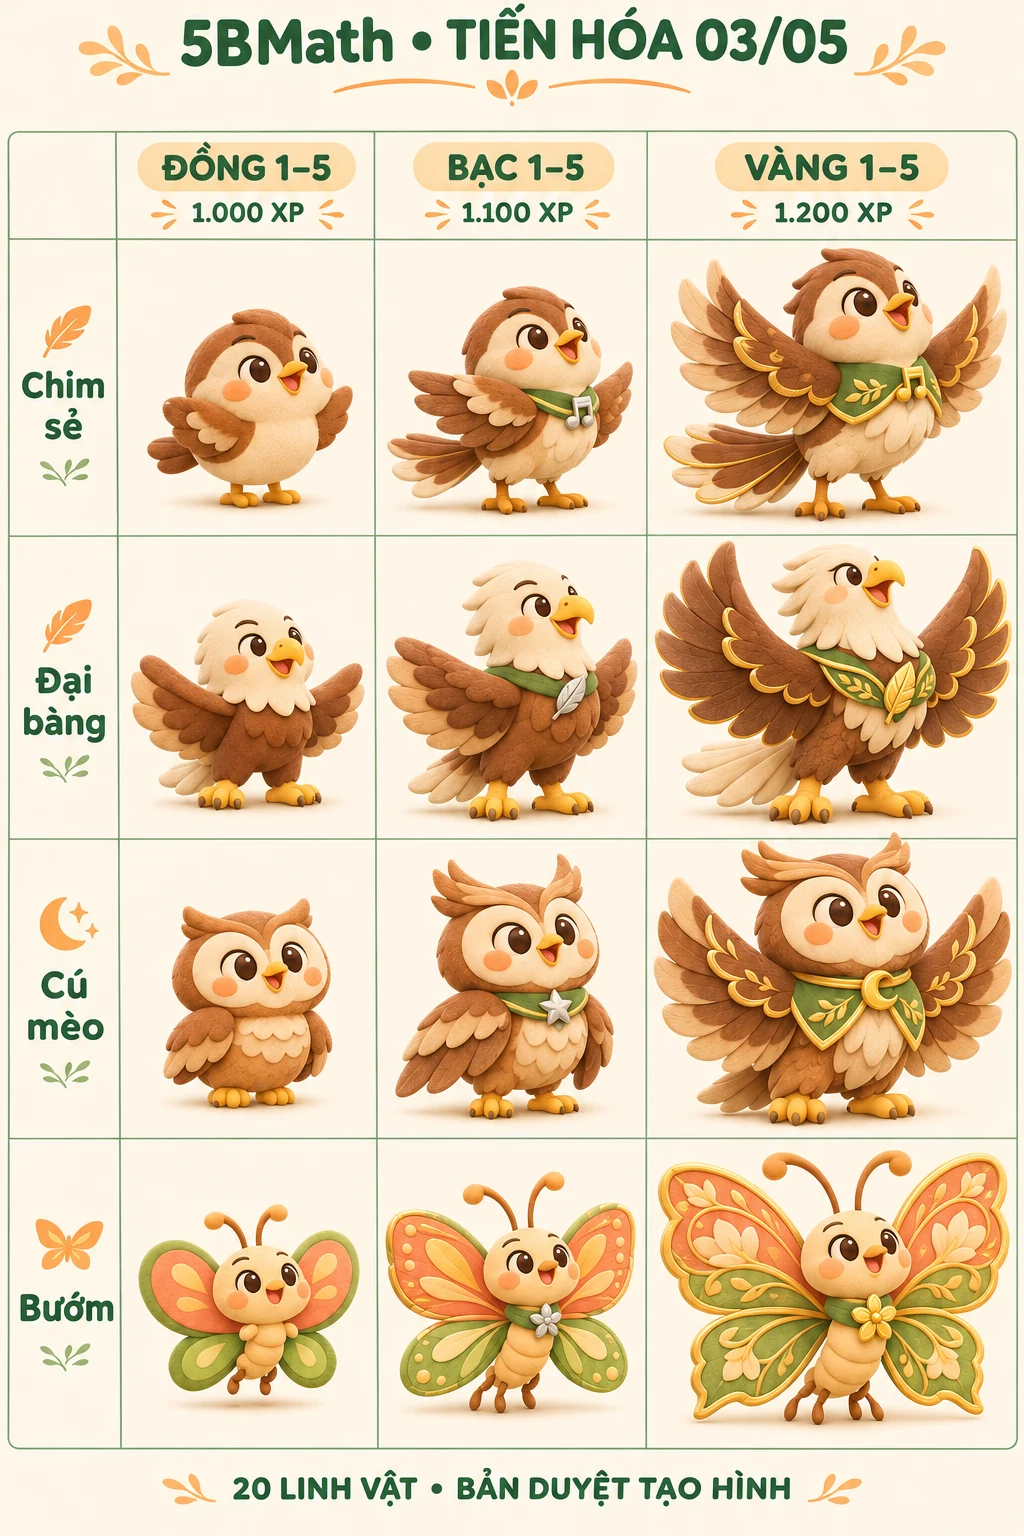 5BMath • TIẾN HÓA 03/05
ĐỒNG 1–5
1.000 XP
BẠC 1–5
1.100 XP
VÀNG 1–5
1.200 XP
Chim
sẻ
Đại
bàng
Cú
mèo
Bướm
20 LINH VẬT • BẢN DUYỆT TẠO HÌNH